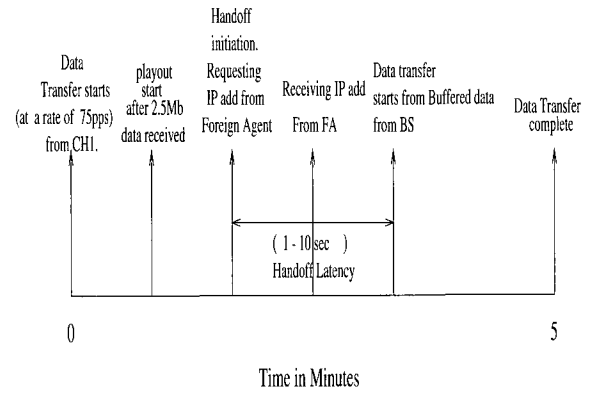 Data
Transfer starts
(at a rate of 75pps)
from CH1.
playout
start
after 2.5Mb
data received
Handoff
initiation.
Requesting
IP add from
Foreign Agent
Receiving IP add
From FA
Data transfer
starts from Buffered data
from BS
Data Transfer
complete
( 1 - 10 sec )
Handoff Latency
0
5
Time in Minutes